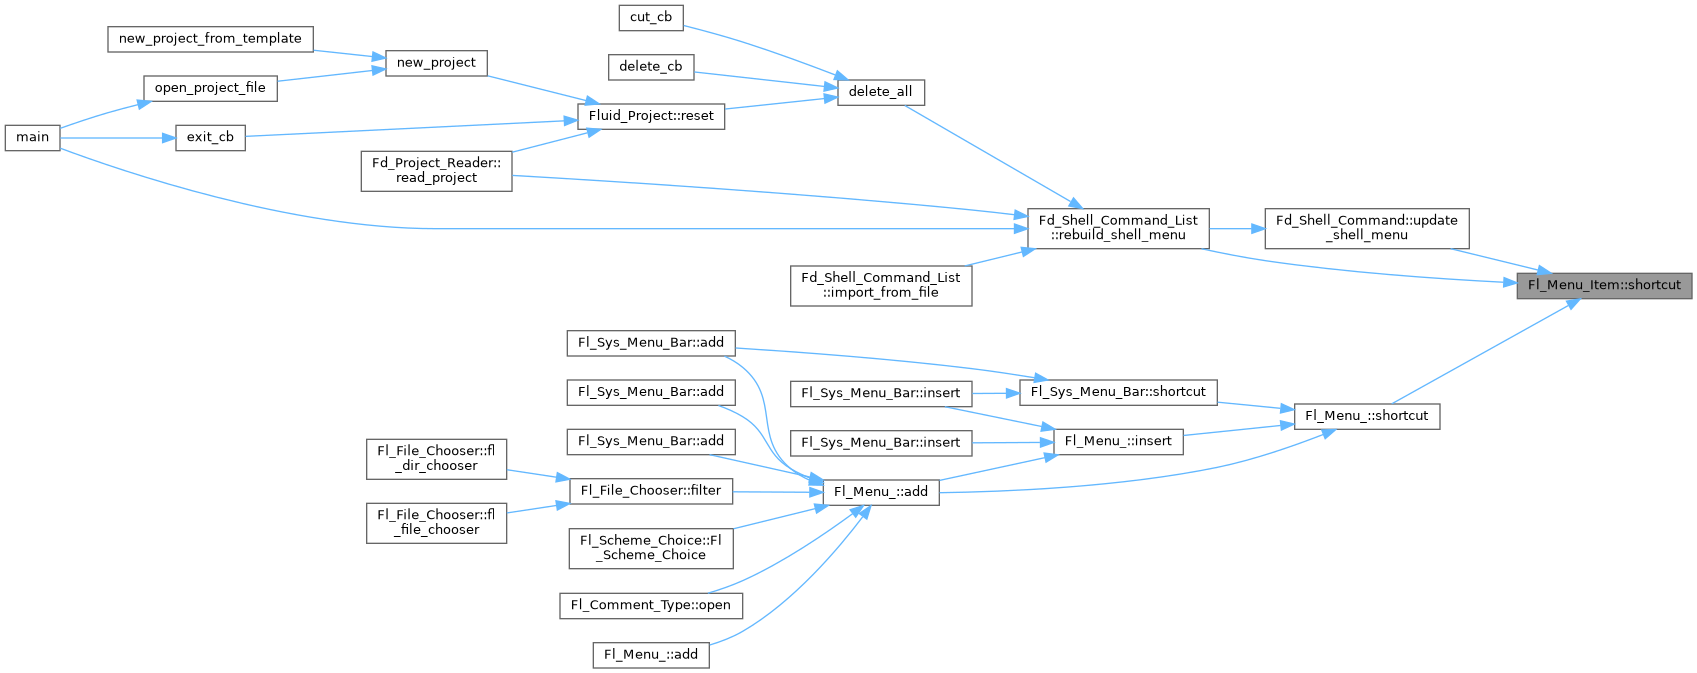 cut_cb
new_project_from_template
new_project
delete_cb
open_project_file
delete_all
Fluid_Project::reset
main
exit_cb
Fd_Project_Reader::
read_project
Fd_Shell_Command_List
::rebuild_shell_menu
Fd_Shell_Command::update
_shell_menu
Fd_Shell_Command_List
::import_from_file
Fl_Menu_Item::shortcut
Fl_Sys_Menu_Bar::add
Fl_Sys_Menu_Bar::add
Fl_Sys_Menu_Bar::insert
Fl_Sys_Menu_Bar::shortcut
Fl_Menu_::shortcut
Fl_Sys_Menu_Bar::add
Fl_Sys_Menu_Bar::insert
Fl_Menu_::insert
Fl_File_Chooser::fl
_dir_chooser
Fl_File_Chooser::filter
Fl_Menu_::add
Fl_File_Chooser::fl
_file_chooser
Fl_Scheme_Choice::Fl
_Scheme_Choice
Fl_Comment_Type::open
Fl_Menu_::add